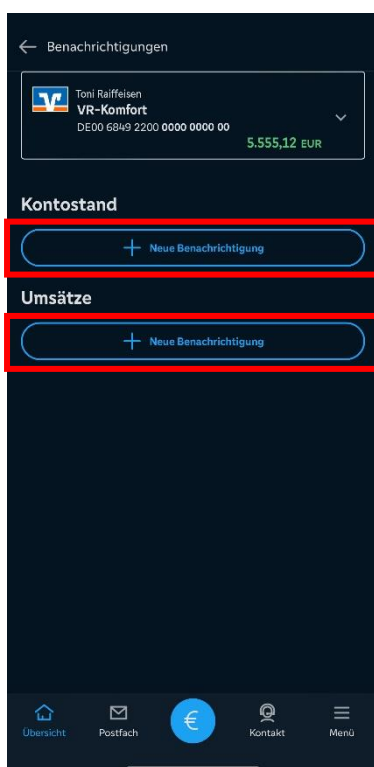 Benachrichtigungen
Toni Raiffeisen
VR-Komfort
DE00 6849 2200 0000 0000 00
5.555,12 EUR
Kontostand
Neue Benachrichtigung
Umsätze
Neue Benachrichtigung
€
Übersicht Postfach Kontakt Menü